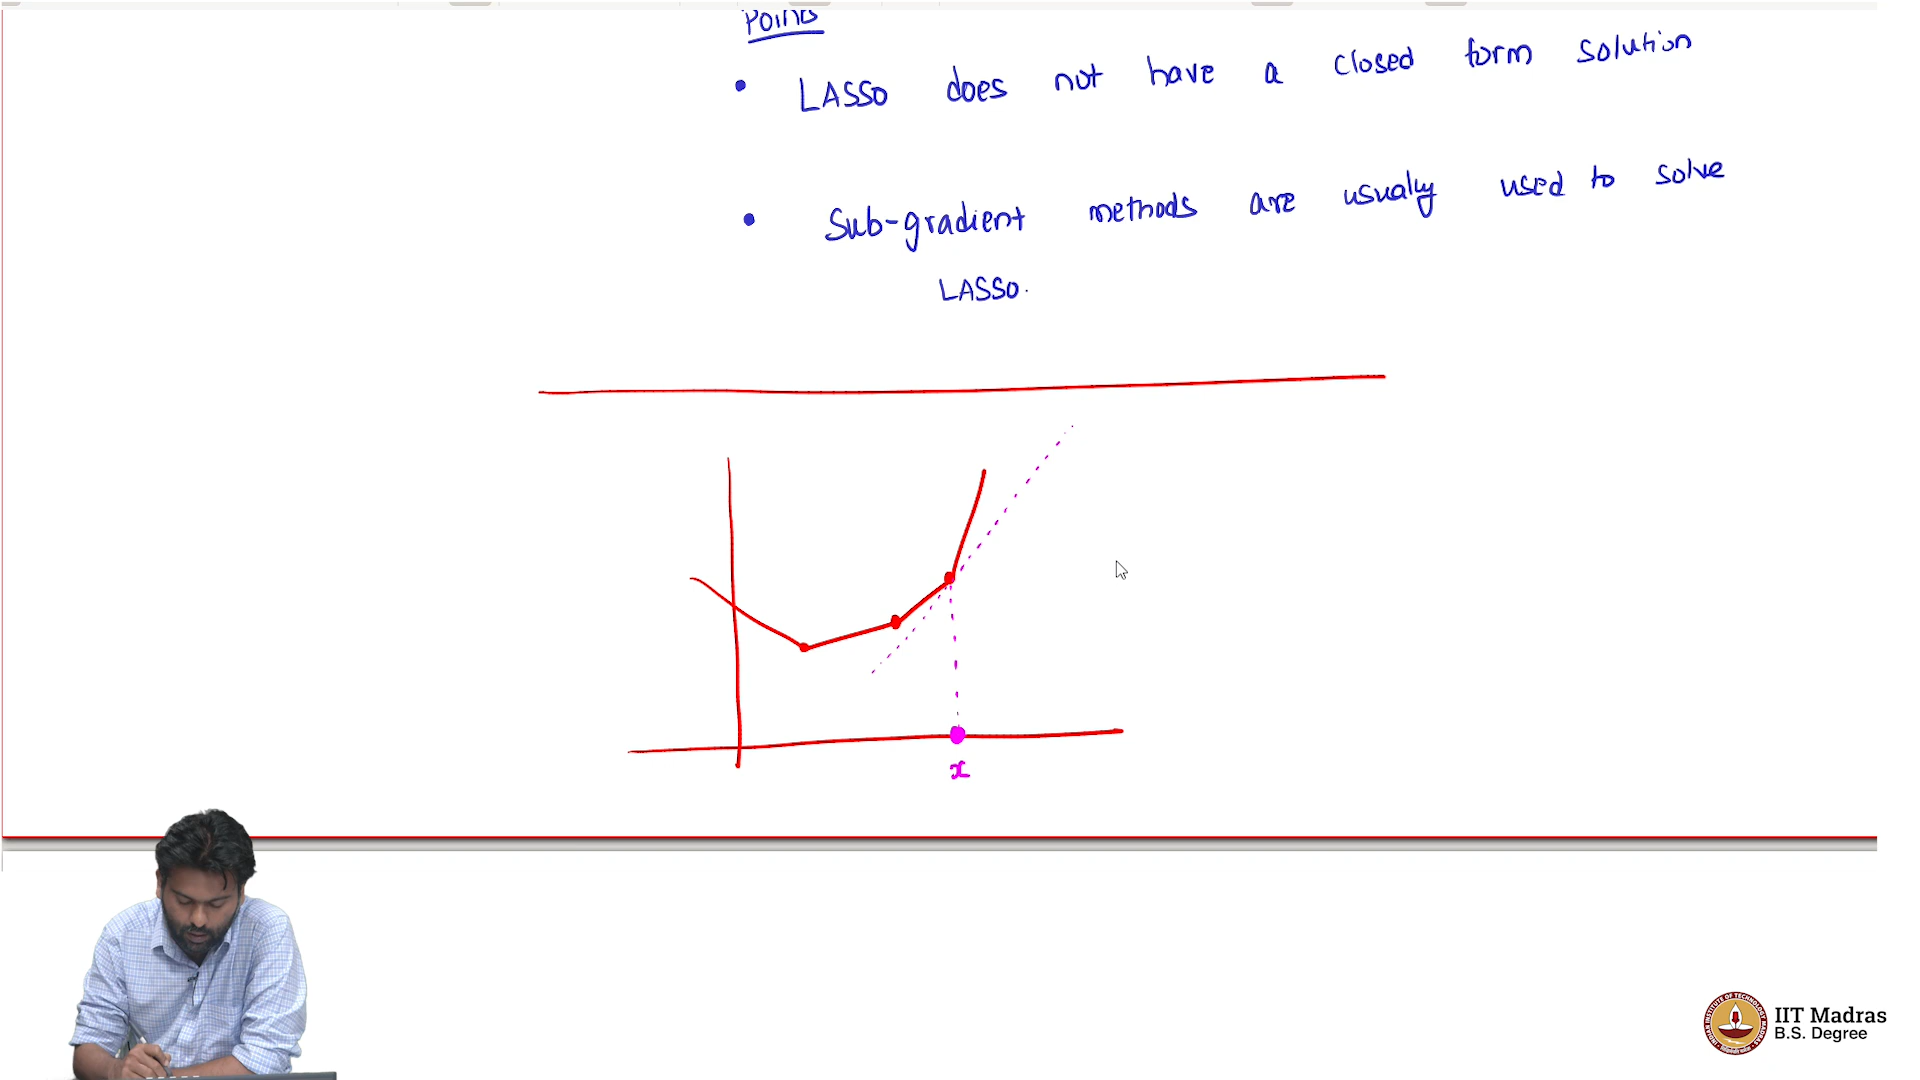 Points
• LASSO does not have a closed form solution
• Sub-gradient methods are usually used to solve
LASSO.
x
IIT Madras
B.S. Degree